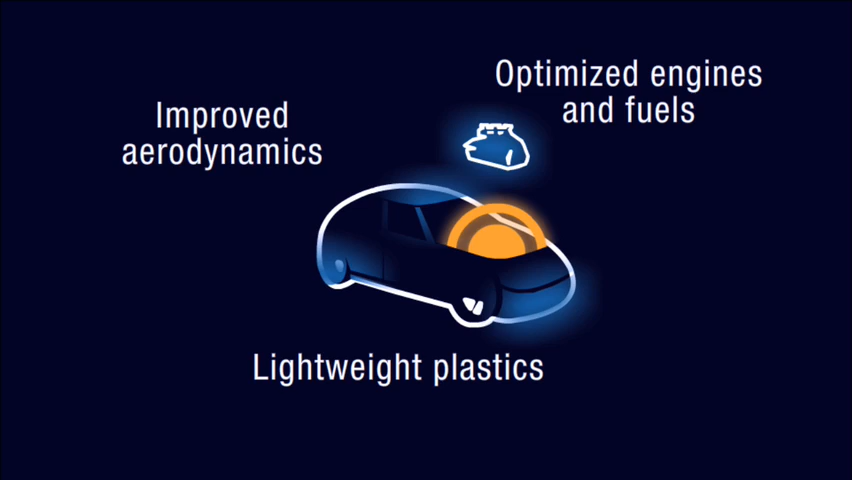 Improved
aerodynamics
Optimized engines
and fuels
Lightweight plastics